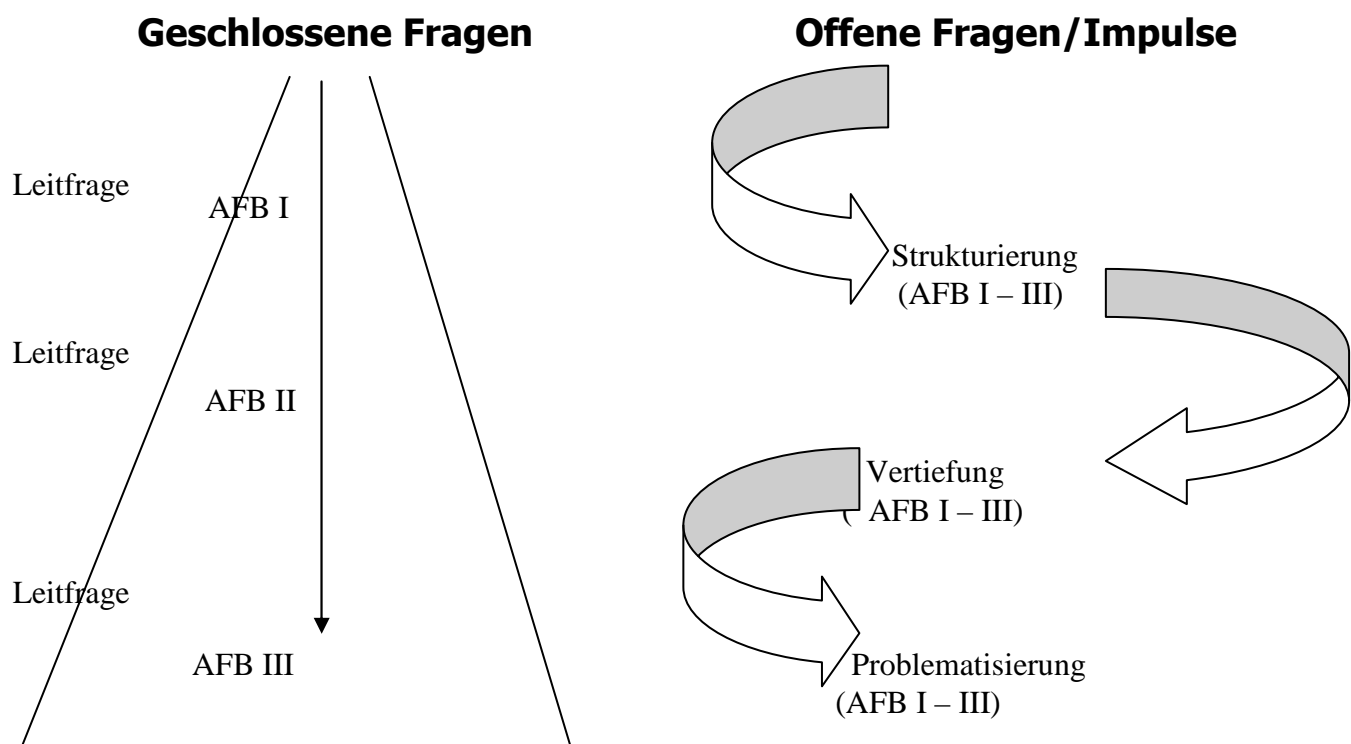 Geschlossene Fragen
Leitfrage
AFB I
Leitfrage
AFB II
Leitfrage
AFB III
Offene Fragen/Impulse
Strukturierung
(AFB I – III)
Vertiefung
( AFB I – III)
Problematisierung
(AFB I – III)